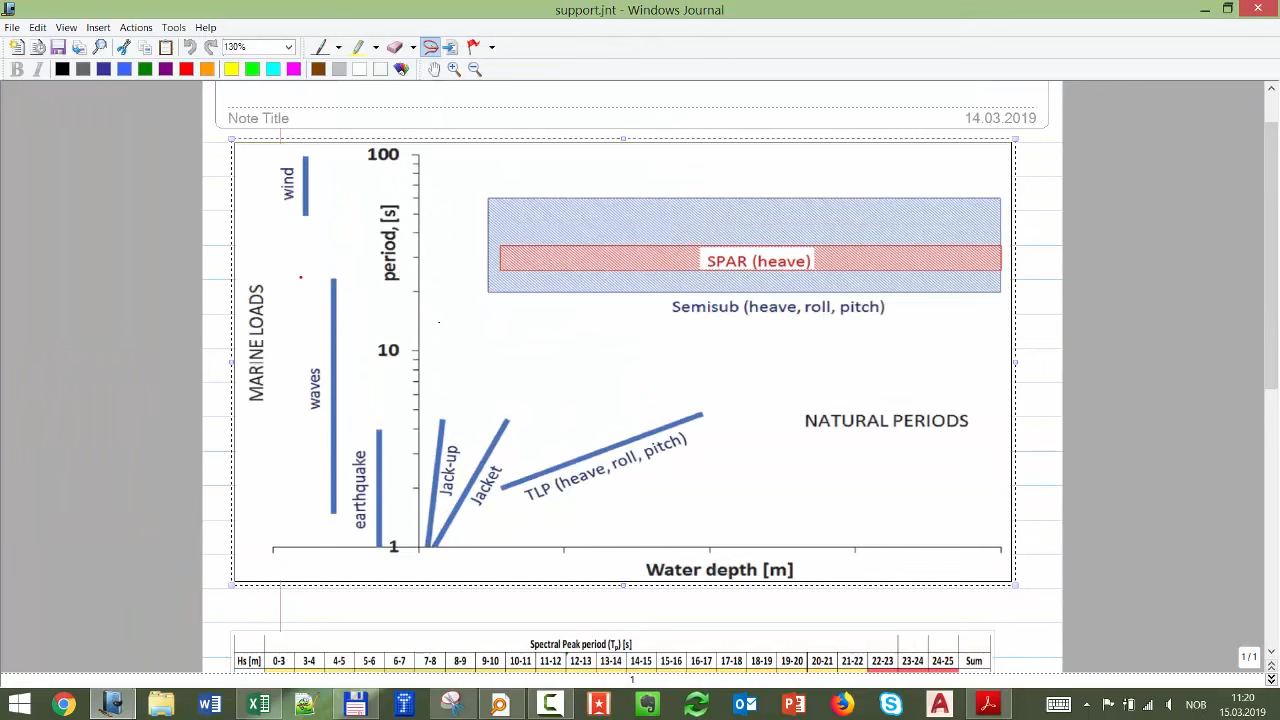 support.jnt - Windows Journal
File Edit View Insert Actions Tools Help
130%
B I
Note Title 14.03.2019
100
wind
period, [s]
SPAR (heave)
Semisub (heave, roll, pitch)
MARINE LOADS
waves
10
NATURAL PERIODS
earthquake
Jack-up
Jacket
TLP (heave, roll, pitch)
1
Water depth [m]
Spectral Peak period (Tp) [s]
Hs [m] 0-3 3-4 4-5 5-6 6-7 7-8 8-9 9-10 10-11 11-12 12-13 13-14 14-15 15-16 16-17 17-18 18-19 19-20 20-21 21-22 22-23 23-24 24-25 Sum
1 / 1
1
11:20
15.03.2019
NOR